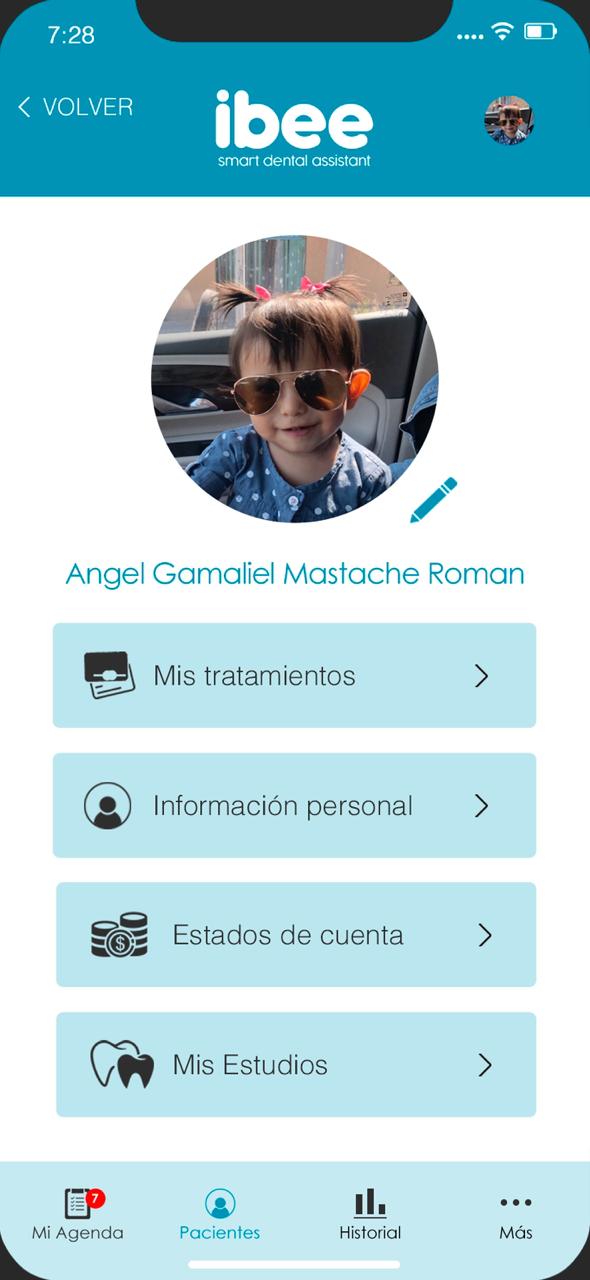 7:28
VOLVER
ibee
smart dental assistant
Angel Gamaliel Mastache Roman
Mis tratamientos
Información personal
$
Estados de cuenta
Mis Estudios
7
Mi Agenda
Pacientes
Historial
Más